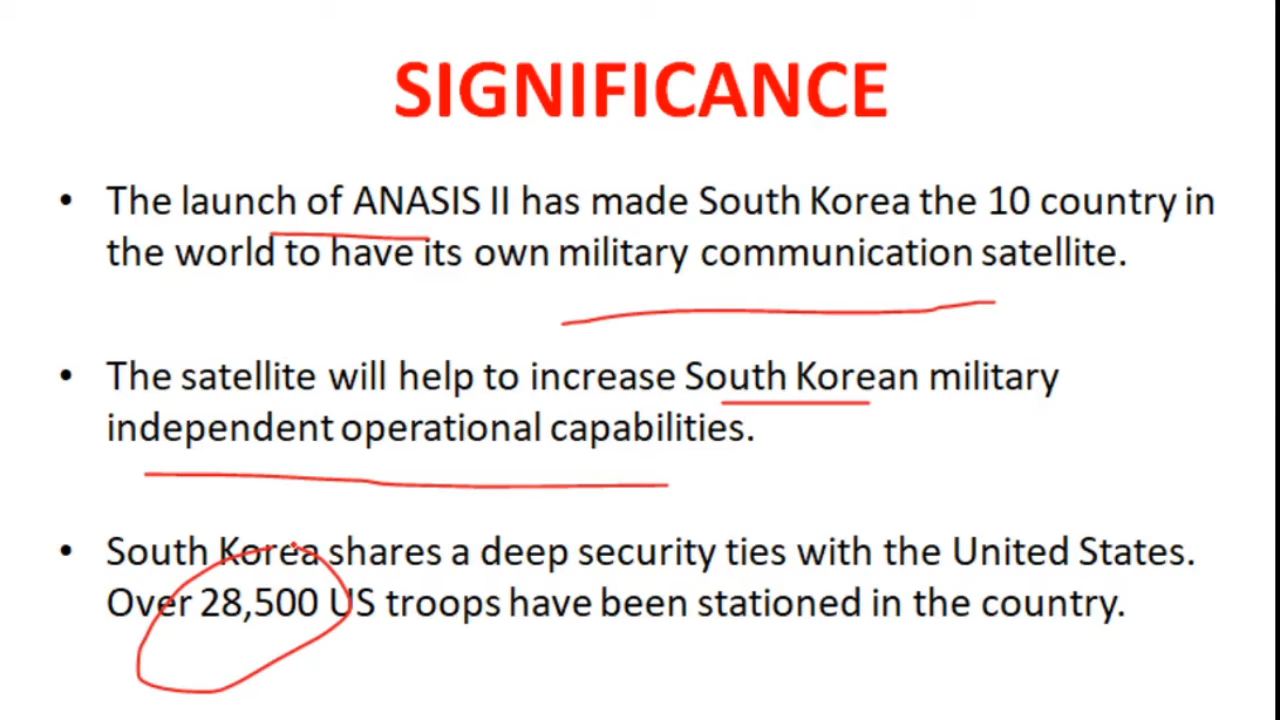 SIGNIFICANCE
• The launch of ANASIS II has made South Korea the 10 country in
the world to have its own military communication satellite.
• The satellite will help to increase South Korean military
independent operational capabilities.
• South Korea shares a deep security ties with the United States.
Over 28,500 US troops have been stationed in the country.